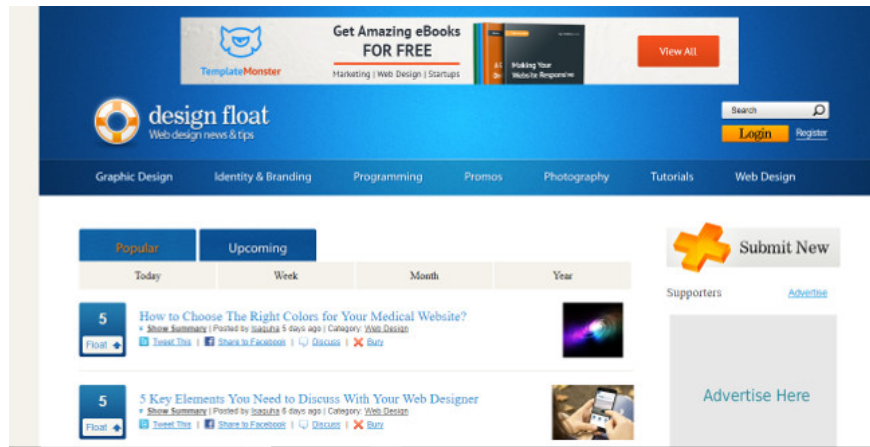 Get Amazing eBooks
FOR FREE
TemplateMonster
Marketing | Web Design | Startups
Making Your
Website Responsive
View All
design float
Web design news & tips
Search
Login Register
Graphic Design Identity & Branding Programming Promos Photography Tutorials Web Design
Popular Upcoming
Submit New
Today Week Month Year
Supporters Advertise
5 How to Choose The Right Colors for Your Medical Website?
Show Summary | Posted by Isaquha 5 days ago | Category: Web Design
Float Tweet This | Share to Facebook | Discuss | Bury
5 5 Key Elements You Need to Discuss With Your Web Designer
Show Summary | Posted by Isaquha 6 days ago | Category: Web Design
Float Tweet This | Share to Facebook | Discuss | Bury
Advertise Here